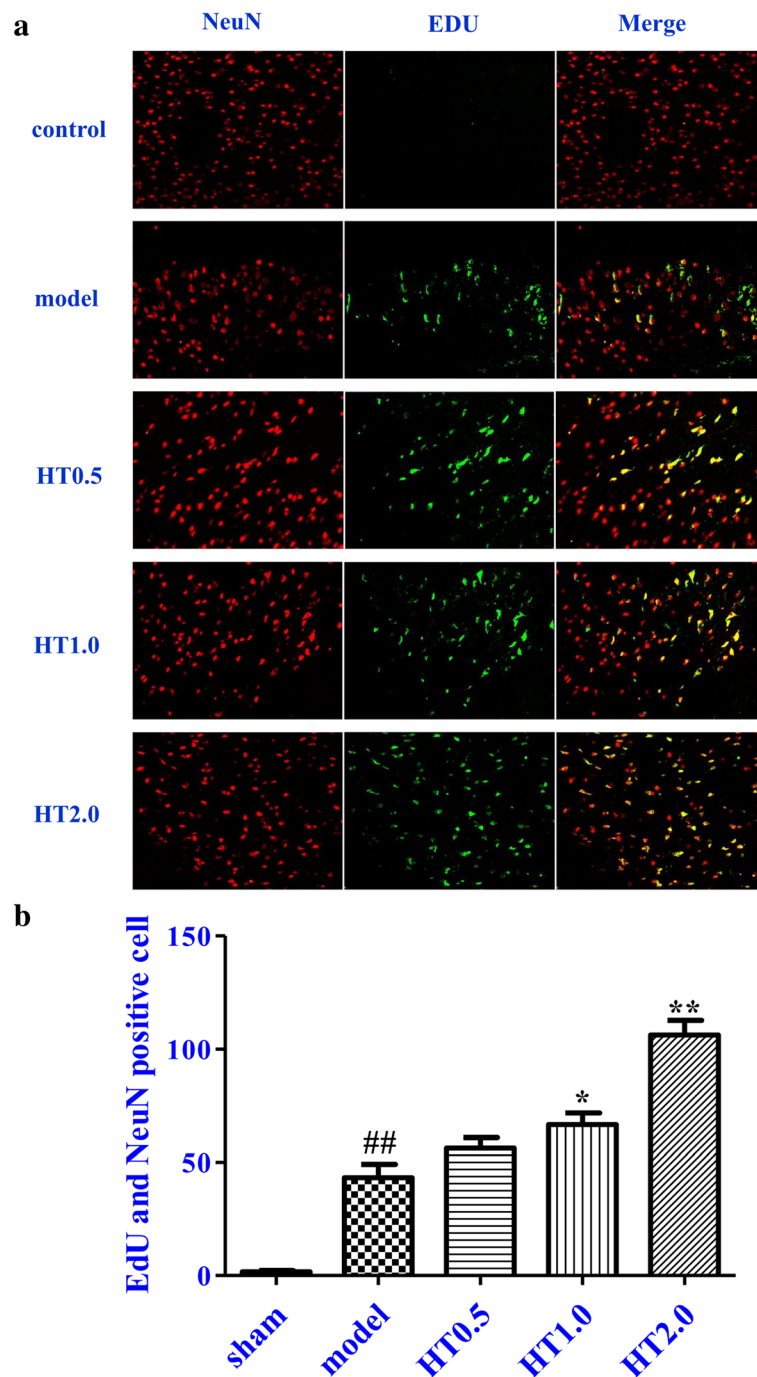 a
NeuN EDU Merge
control
model
HT0.5
HT1.0
HT2.0
b
EdU and NeuN positive cell
150
100
50
0
##
*
**
sham model HT0.5 HT1.0 HT2.0